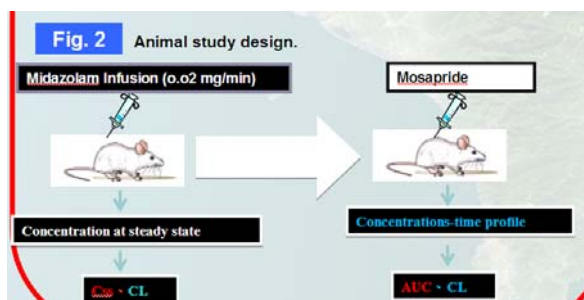 Fig. 2 Animal study design.
Midazolam Infusion (o.o2 mg/min)
Mosapride
Concentration at steady state
Concentrations-time profile
Css、CL
AUC、CL